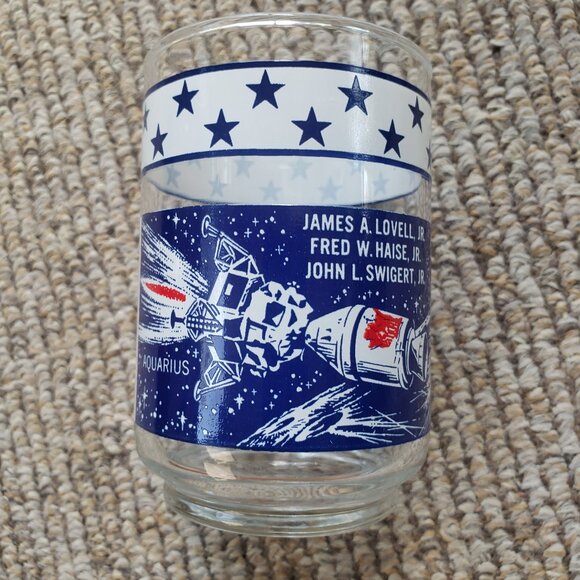 JAMES A. LOVELL, JR.
FRED W. HAISE, JR.
JOHN L. SWIGERT, JR.
AQUARIUS